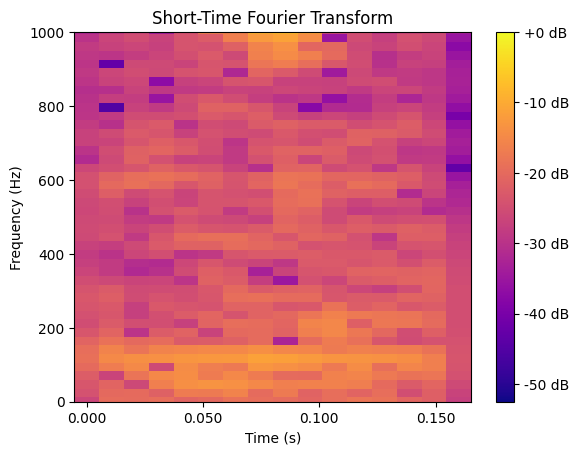 Short-Time Fourier Transform
Frequency (Hz)
1000
800
600
400
200
0
0.000
0.050
0.100
0.150
Time (s)
+0 dB
-10 dB
-20 dB
-30 dB
-40 dB
-50 dB